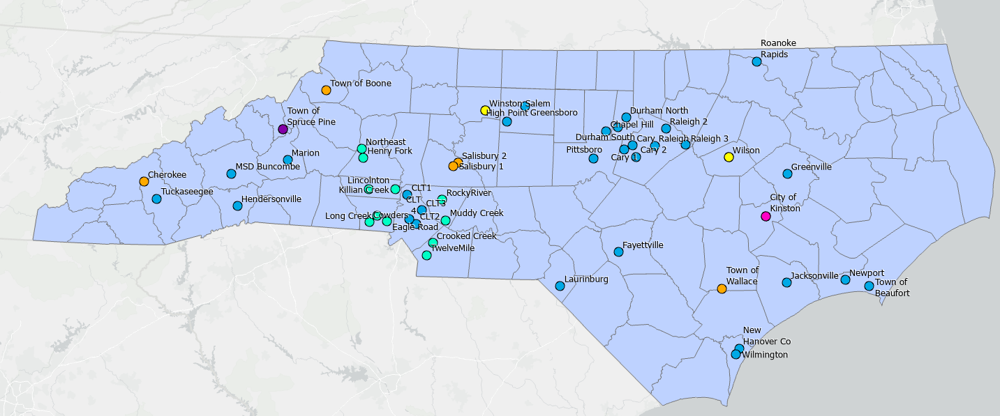 Roanoke
Rapids
Town of Boone
Winston Salem
High Point Greensboro
Town of
Spruce Pine
Durham North
Chapel Hill
Raleigh 2
Durham South Cary Raleigh Raleigh 3
Northeast
Henry Fork
Pittsboro
Cary 1
Cary 2
Wilson
Marion
Salisbury 2
Salisbury 1
MSD Buncombe
Greenville
Cherokee
Tuckaseegee
Hendersonville
Lincolnton
Killian Creek
CLT1
RockyRiver
CLT
4
CLT3
City of
Kinston
Long Creek
Cowders
CLT2
Muddy Creek
Eagle Road
Crooked Creek
TwelveMile
Fayettville
Laurinburg
Town of
Wallace
Jacksonville
Newport
Town of
Beaufort
New
Hanover Co
Wilmington